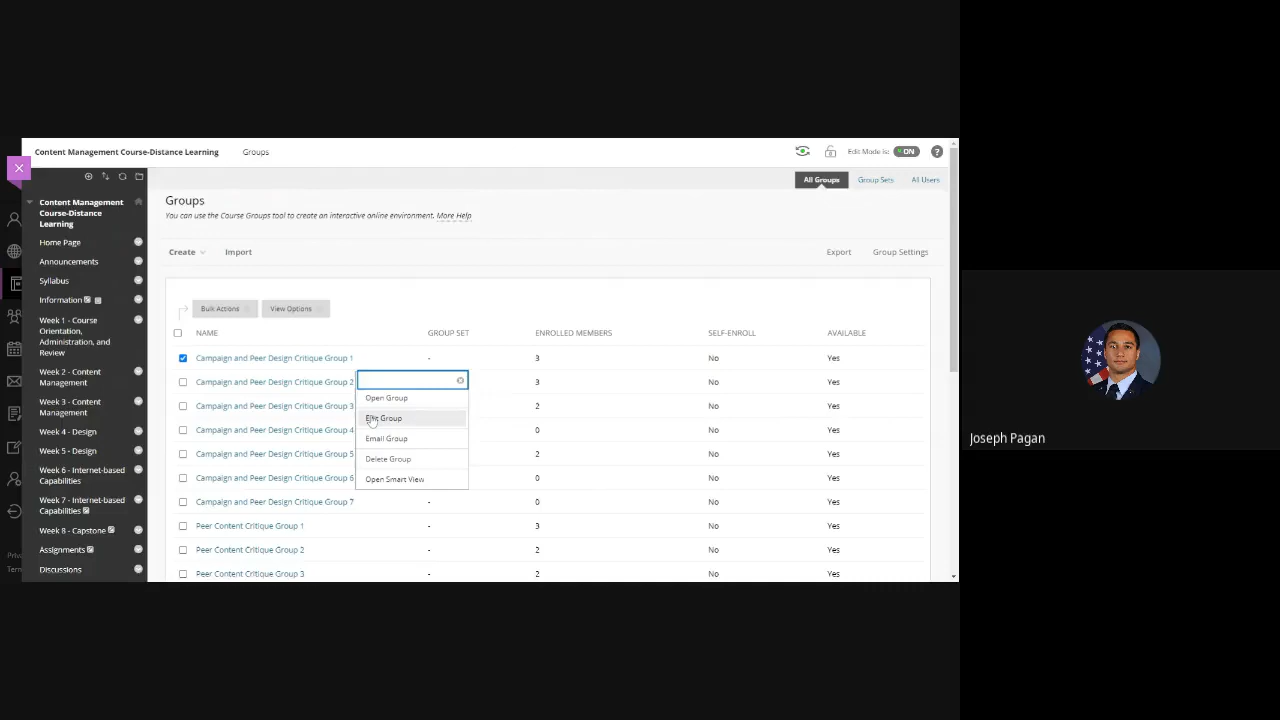 Content Management Course-Distance Learning Groups
Edit Mode is: ON ?
All Groups Group Sets All Users
Content Management
Course-Distance
Learning
Home Page
Announcements
Syllabus
Information
Week 1 - Course
Orientation,
Administration, and
Review
Week 2 - Content
Management
Week 3 - Content
Management
Week 4 - Design
Week 5 - Design
Week 6 - Internet-based
Capabilities
Week 7 - Internet-based
Capabilities
Week 8 - Capstone
Assignments
Discussions
Groups
You can use the Course Groups tool to create an interactive online environment. More Help
Create Import Export Group Settings
Bulk Actions View Options
NAME GROUP SET ENROLLED MEMBERS SELF-ENROLL AVAILABLE
Campaign and Peer Design Critique Group 1 - 3 No Yes
Campaign and Peer Design Critique Group 2 3 No Yes
Campaign and Peer Design Critique Group 3 2 No Yes
Campaign and Peer Design Critique Group 4 0 No Yes
Campaign and Peer Design Critique Group 5 2 No Yes
Campaign and Peer Design Critique Group 6 0 No Yes
Campaign and Peer Design Critique Group 7 - 0 No Yes
Peer Content Critique Group 1 - 3 No Yes
Peer Content Critique Group 2 - 2 No Yes
Peer Content Critique Group 3 - 2 No Yes
Open Group
Edit Group
Email Group
Delete Group
Open Smart View
Joseph Pagan